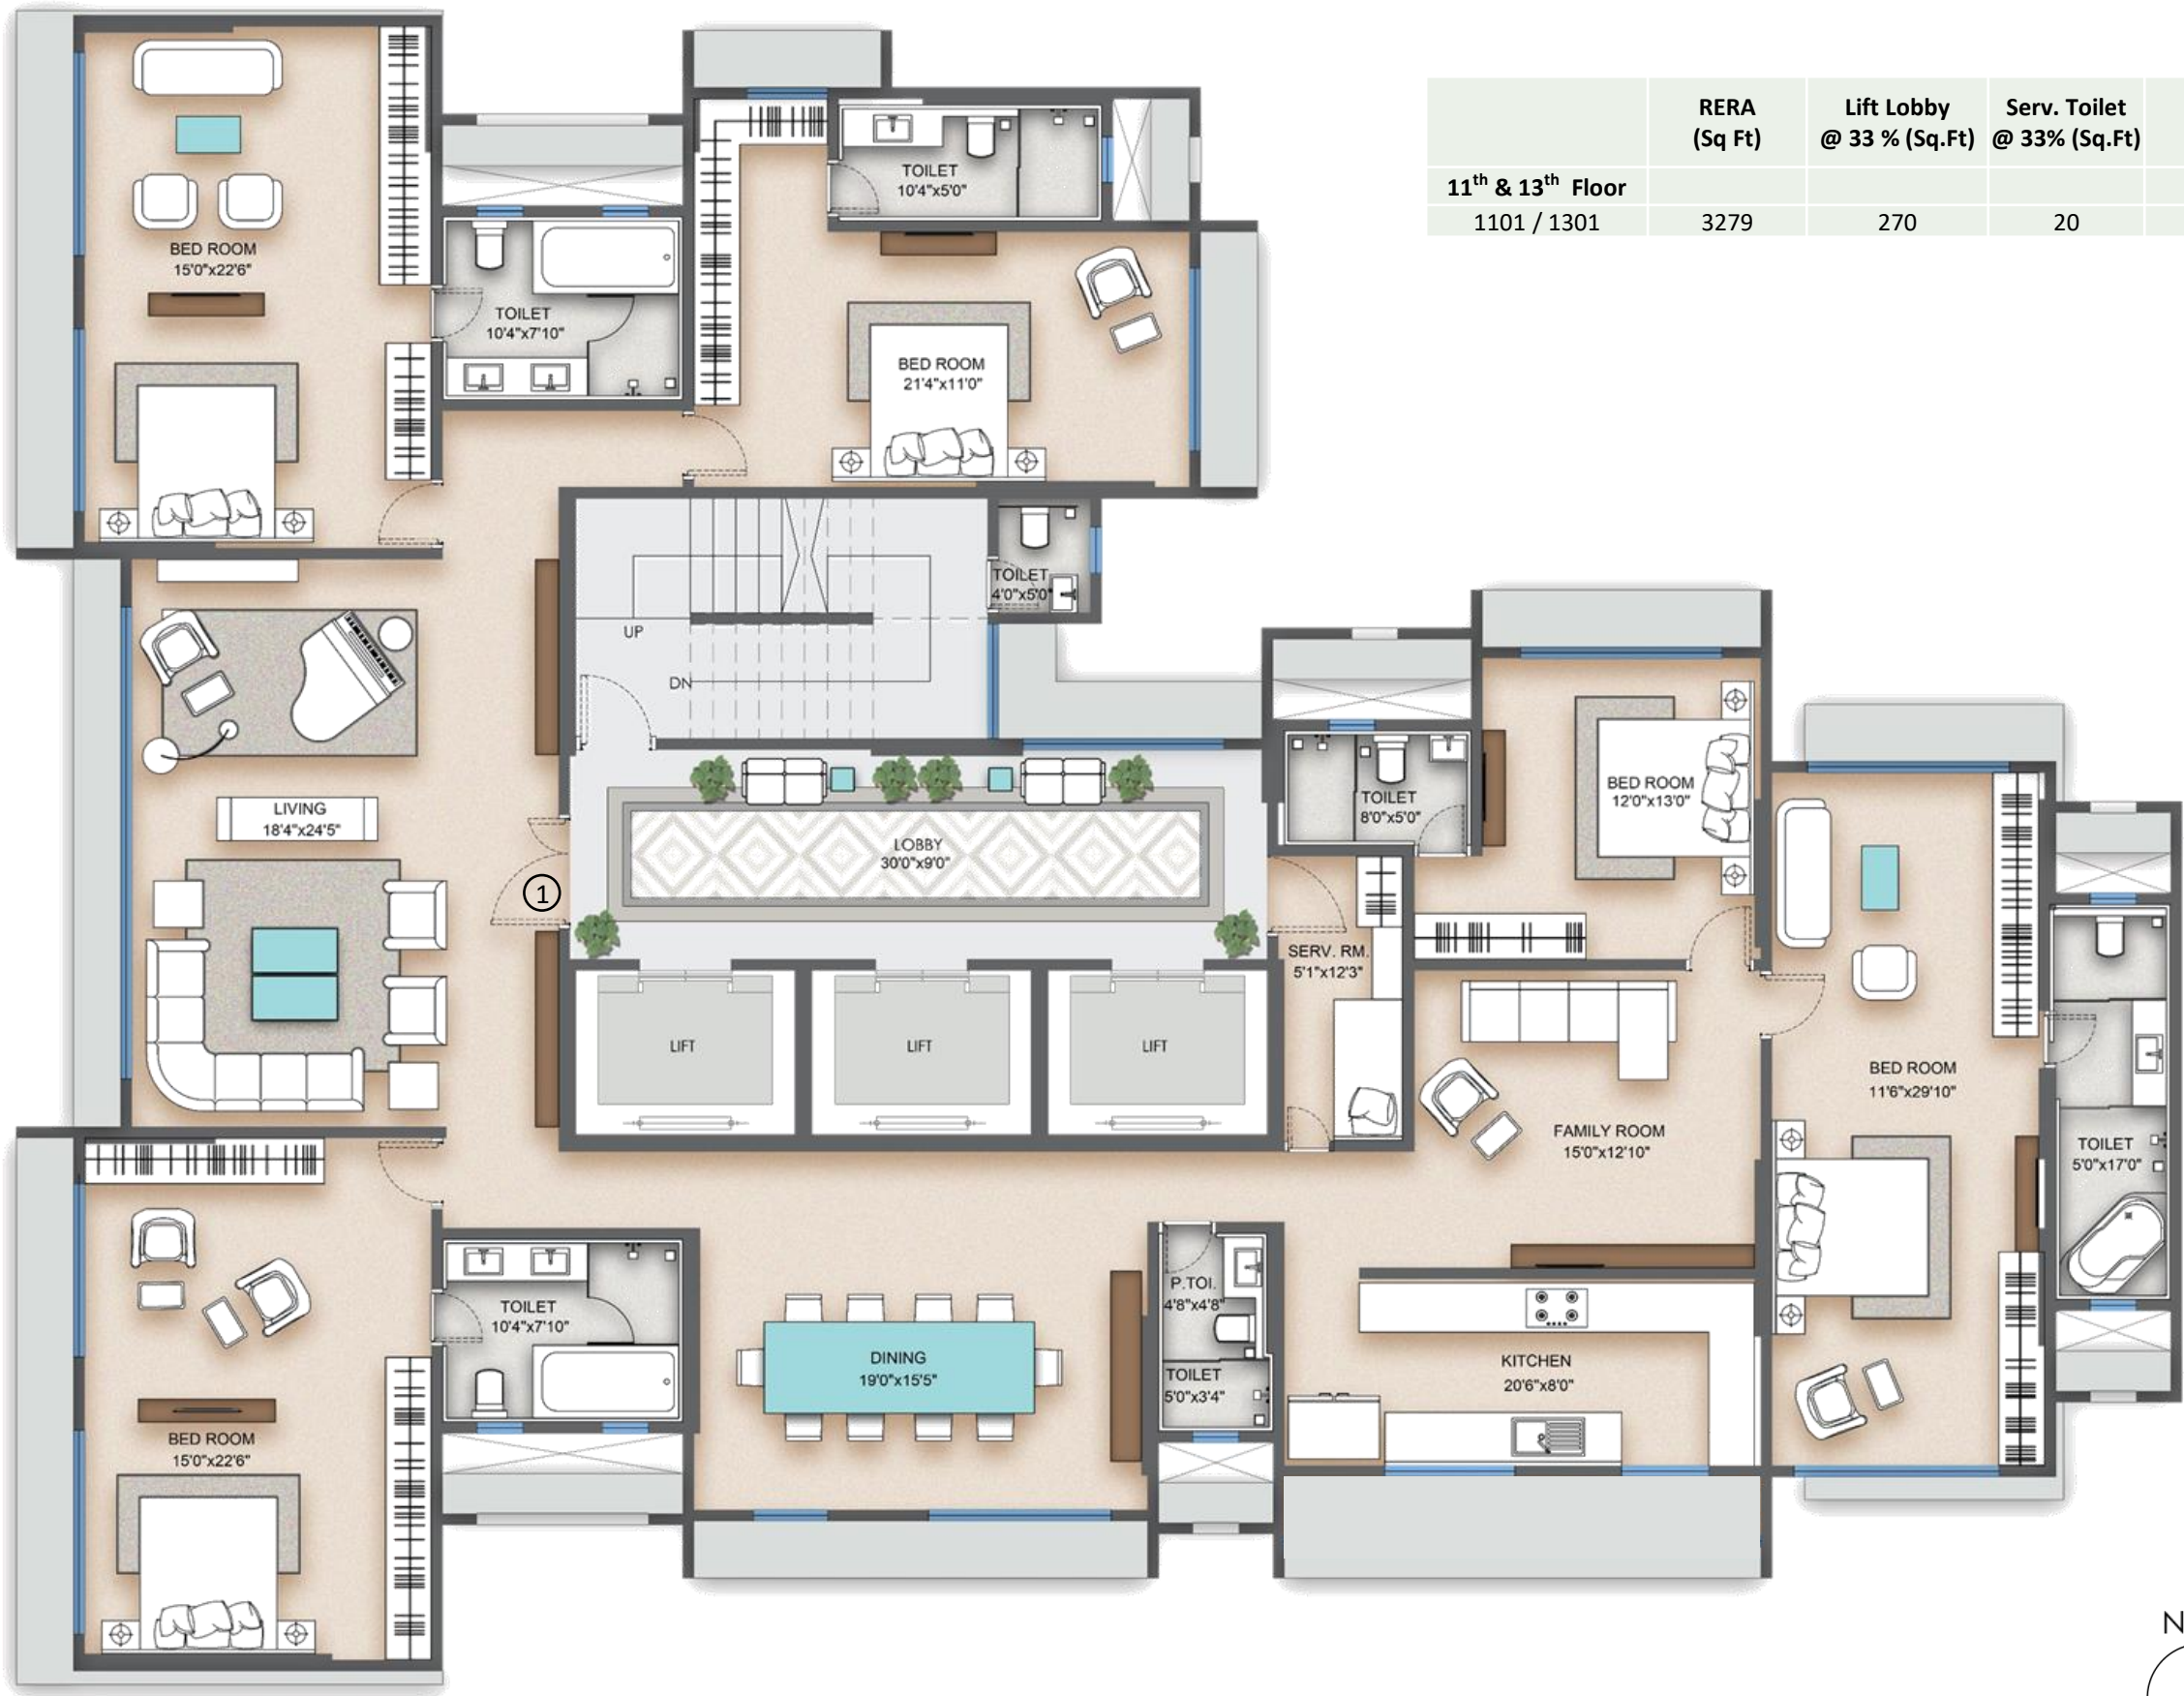 RERA (Sq Ft)
Lift Lobby @ 33 % (Sq.Ft)
Serv. Toilet @ 33% (Sq.Ft)
11th & 13th Floor
1101 / 1301 3279 270 20
BED ROOM
15'0"x22'6"
TOILET
10'4"x7'10"
TOILET
10'4"x5'0"
BED ROOM
21'4"x11'0"
TOILET
4'0"x5'0"
UP
DN
LIVING
18'4"x24'5"
1
LOBBY
30'0"x9'0"
LIFT
LIFT
LIFT
SERV. RM.
5'1"x12'3"
TOILET
8'0"x5'0"
BED ROOM
12'0"x13'0"
BED ROOM
11'6"x29'10"
TOILET
5'0"x17'0"
FAMILY ROOM
15'0"x12'10"
BED ROOM
15'0"x22'6"
TOILET
10'4"x7'10"
DINING
19'0"x15'5"
P.TOI.
4'8"x4'8"
TOILET
5'0"x3'4"
KITCHEN
20'6"x8'0"
N